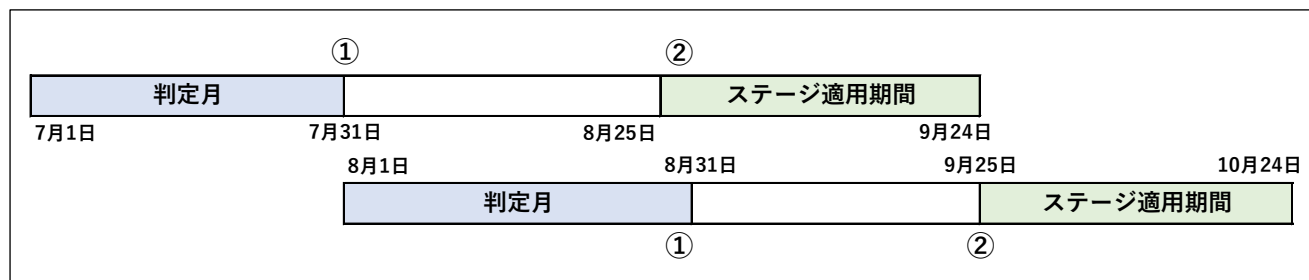 ① ②
判定月 ステージ適用期間
7月1日 7月31日 8月25日 9月24日
8月1日 8月31日 9月25日 10月24日
判定月 ステージ適用期間
① ②